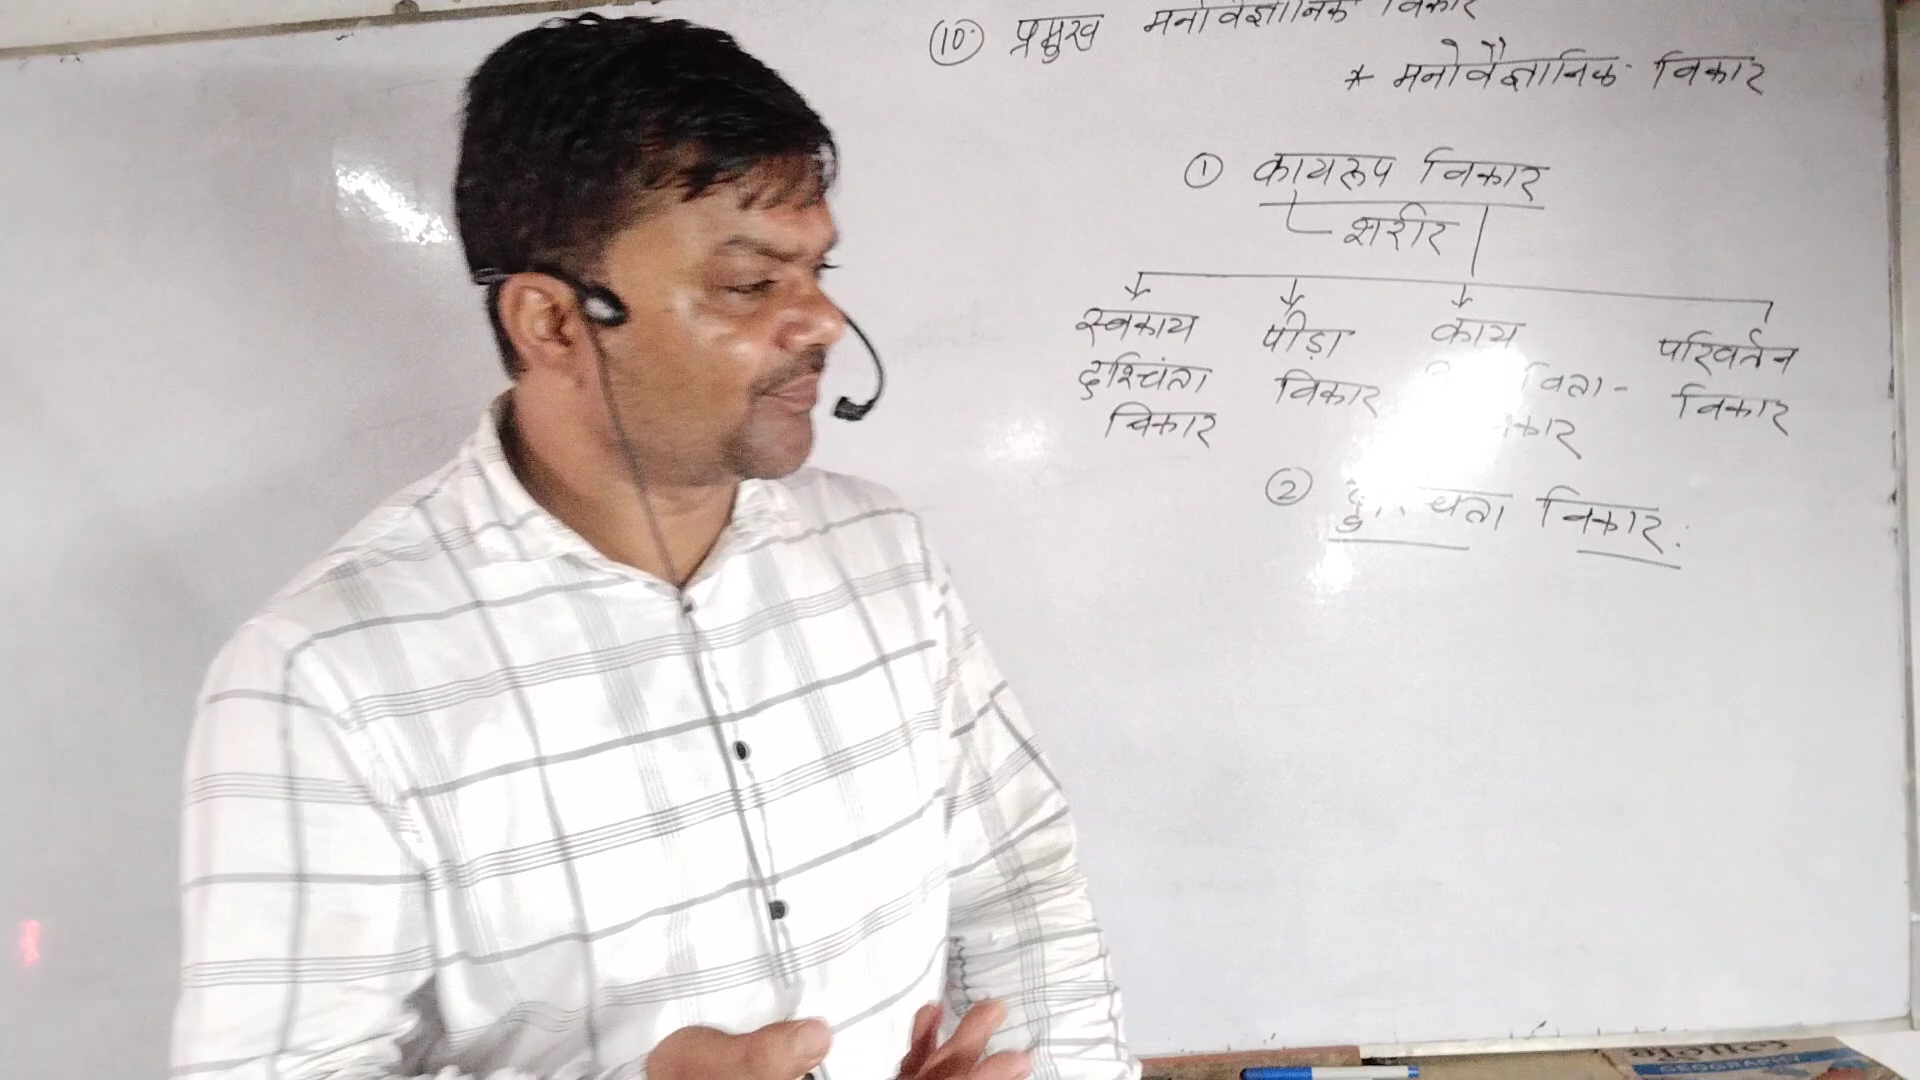 (10) प्रमुख मनोवैज्ञानिक विकार
* मनोवैज्ञानिक विकार
① कायरूप विकार
शरीर
स्वकाय पीड़ा काय परिवर्तन
दुश्चिंता विकार विकार
विकार
② विकार: